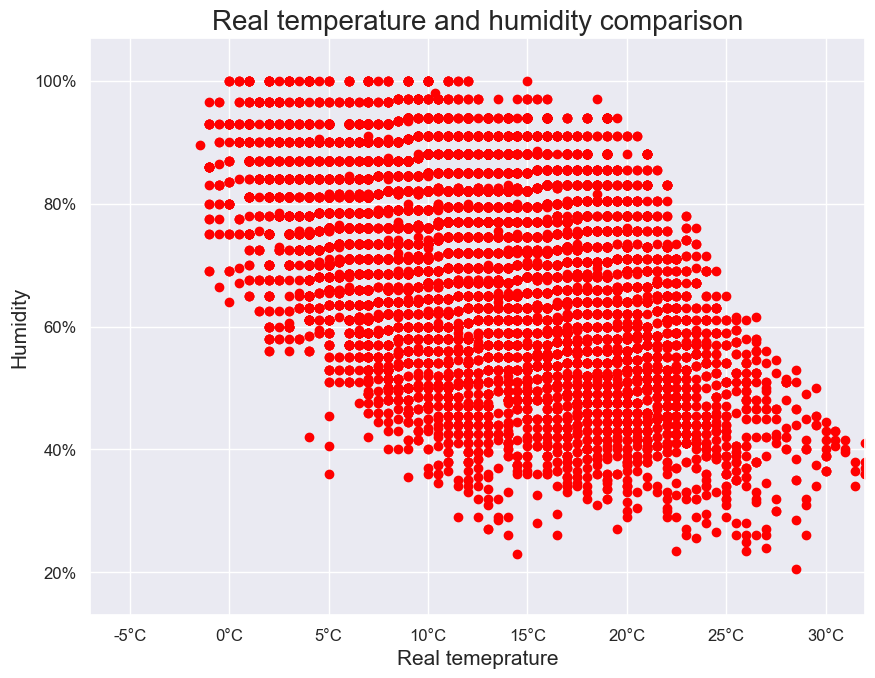 Real temperature and humidity comparison
100%
80%
60%
40%
20%
Humidity
-5°C 0°C 5°C 10°C 15°C 20°C 25°C 30°C
Real temeprature